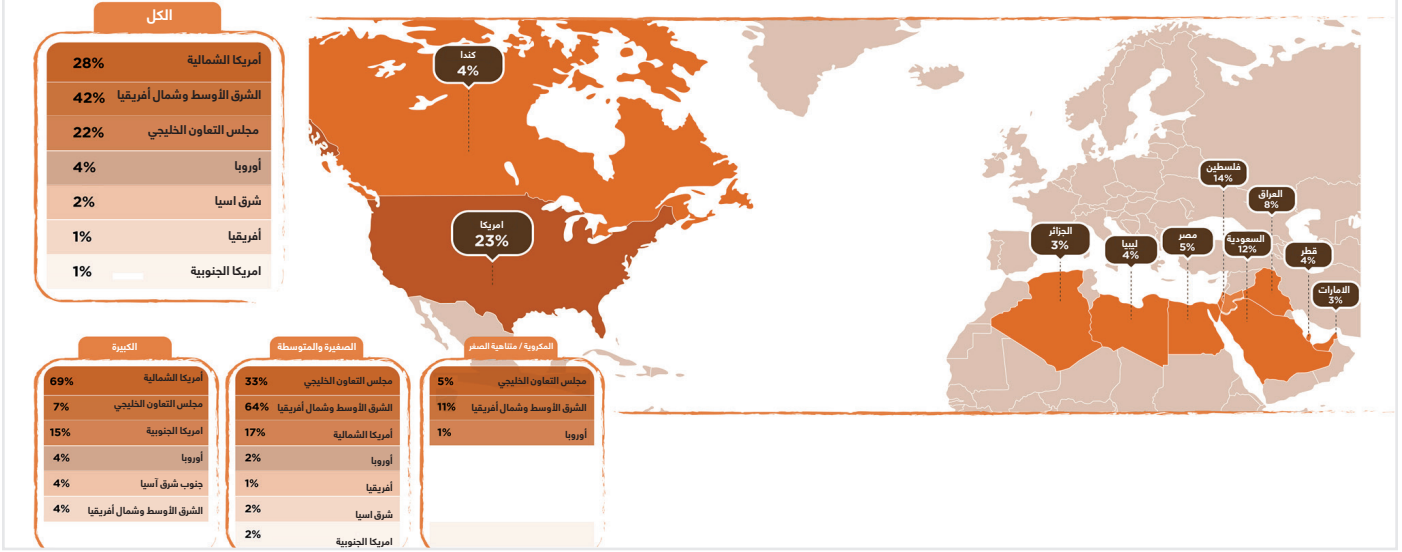 الكل
أمريكا الشمالية 28%
الشرق الأوسط وشمال أفريقيا 42%
مجلس التعاون الخليجي 22%
أوروبا 4%
شرق اسيا 2%
أفريقيا 1%
امريكا الجنوبية 1%
كندا
4%
امريكا
23%
فلسطين
14%
العراق
8%
الجزائر
3%
ليبيا
4%
مصر
5%
السعودية
12%
قطر
4%
الامارات
3%
الكبيرة
أمريكا الشمالية 69%
مجلس التعاون الخليجي 7%
امريكا الجنوبية 15%
أوروبا 4%
جنوب شرق آسيا 4%
الشرق الأوسط وشمال أفريقيا 4%
الصغيرة والمتوسطة
مجلس التعاون الخليجي 33%
الشرق الأوسط وشمال أفريقيا 64%
أمريكا الشمالية 17%
أوروبا 2%
أفريقيا 1%
شرق اسيا 2%
امريكا الجنوبية 2%
المكروية / متناهية الصغر
مجلس التعاون الخليجي 5%
الشرق الأوسط وشمال أفريقيا 11%
أوروبا 1%